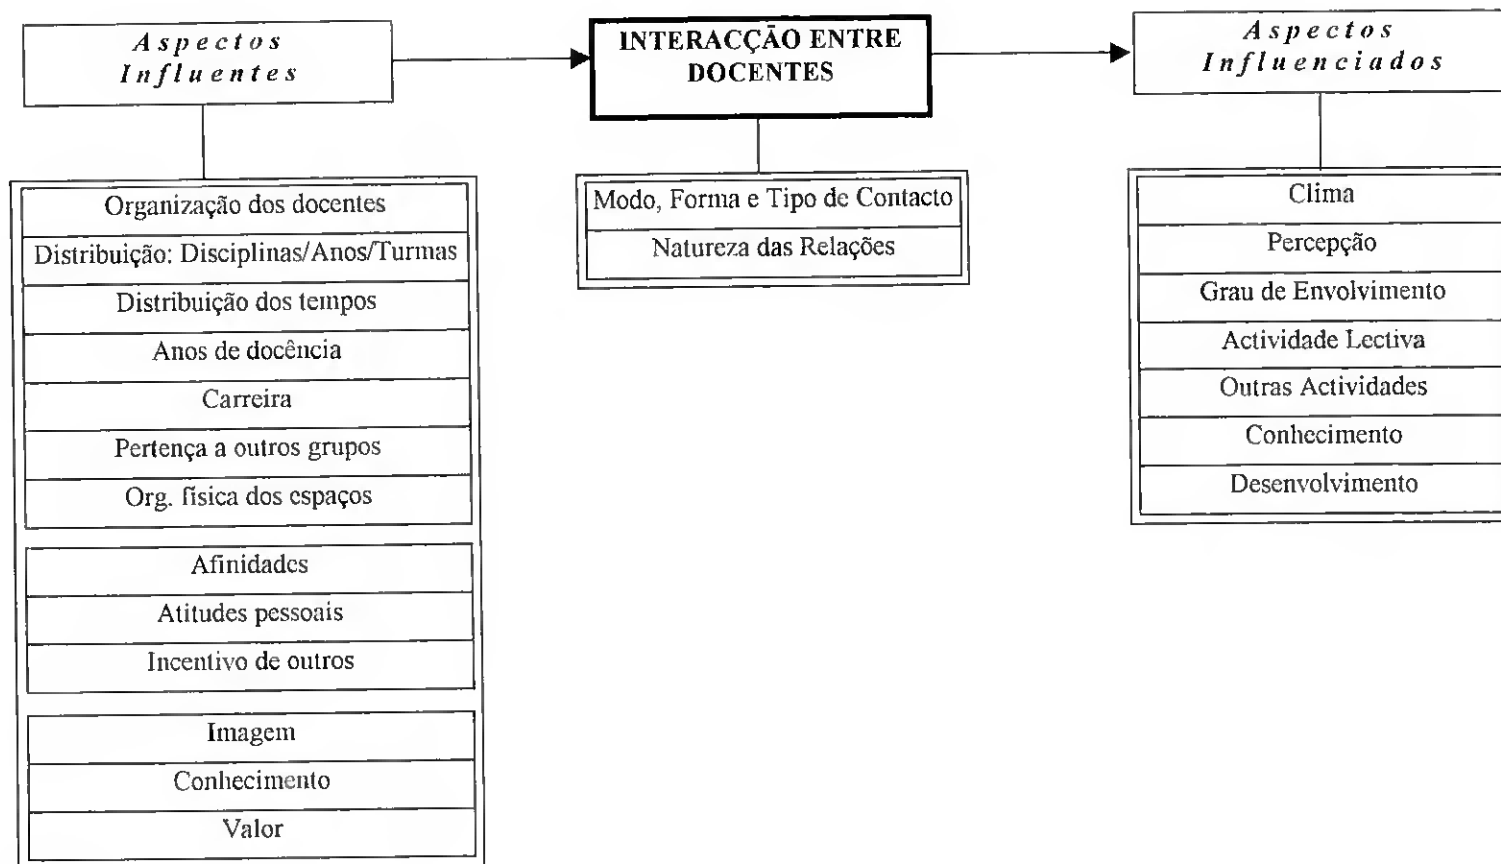 Aspectos
Influentes
INTERACÇÃO ENTRE
DOCENTES
Aspectos
Influenciados
Organização dos docentes
Distribuição: Disciplinas/Anos/Turmas
Distribuição dos tempos
Anos de docência
Carreira
Pertença a outros grupos
Org. física dos espaços
Afinidades
Atitudes pessoais
Incentivo de outros
Imagem
Conhecimento
Valor
Modo, Forma e Tipo de Contacto
Natureza das Relações
Clima
Percepção
Grau de Envolvimento
Actividade Lectiva
Outras Actividades
Conhecimento
Desenvolvimento